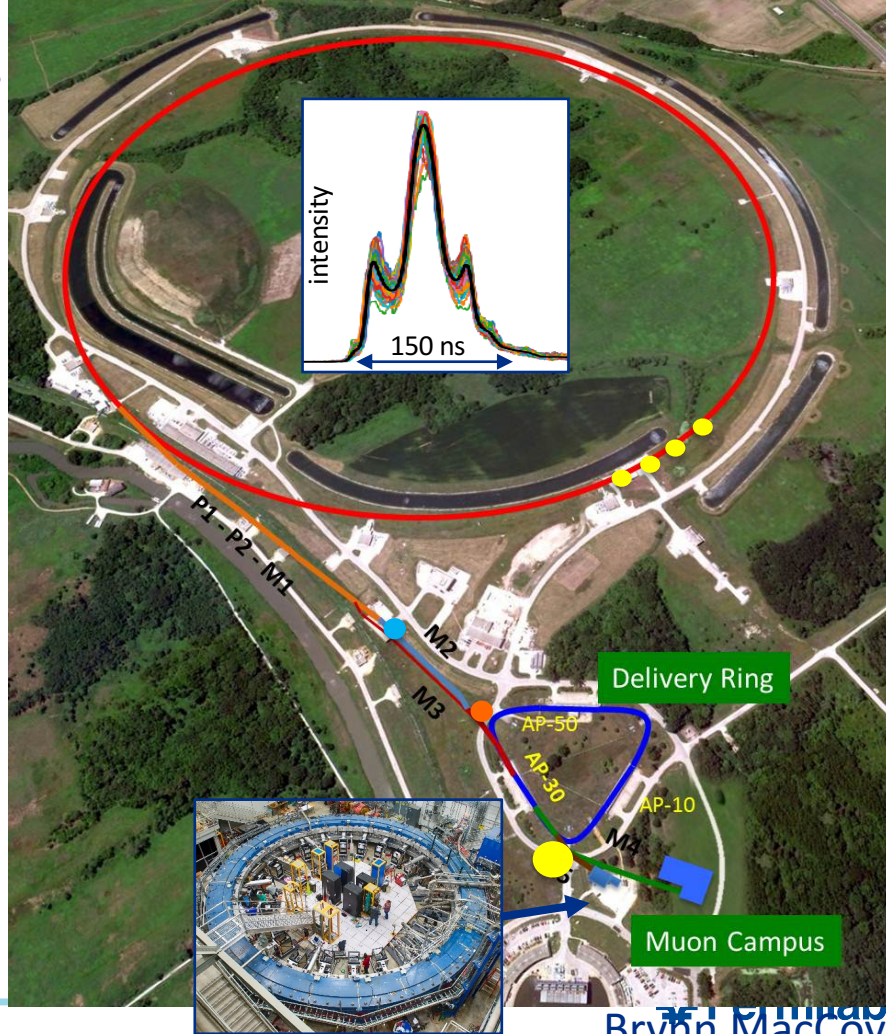 intensity
150 ns
P1 - P2 - M1
M2
M3
Delivery Ring
AP-50
AP-30
AP-10
M4
Muon Campus